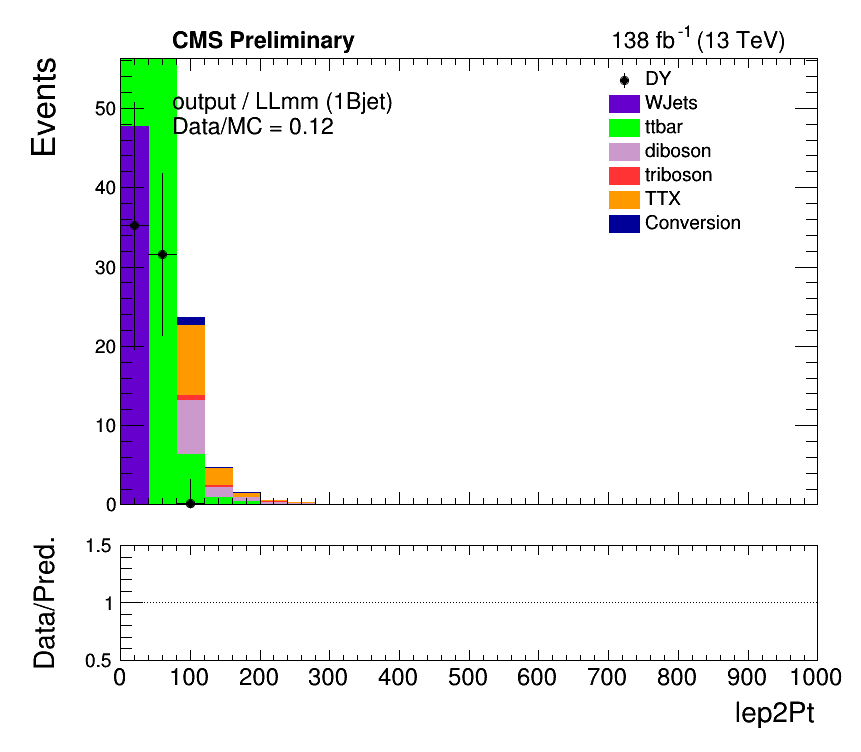 CMS Preliminary
138 fb-1 (13 TeV)
Events
output / LLmm (1Bjet)
Data/MC = 0.12
DY
WJets
ttbar
diboson
triboson
TTX
Conversion
50
40
30
20
10
0
Data/Pred.
1.5
1
0.5
0 100 200 300 400 500 600 700 800 900 1000
lep2Pt